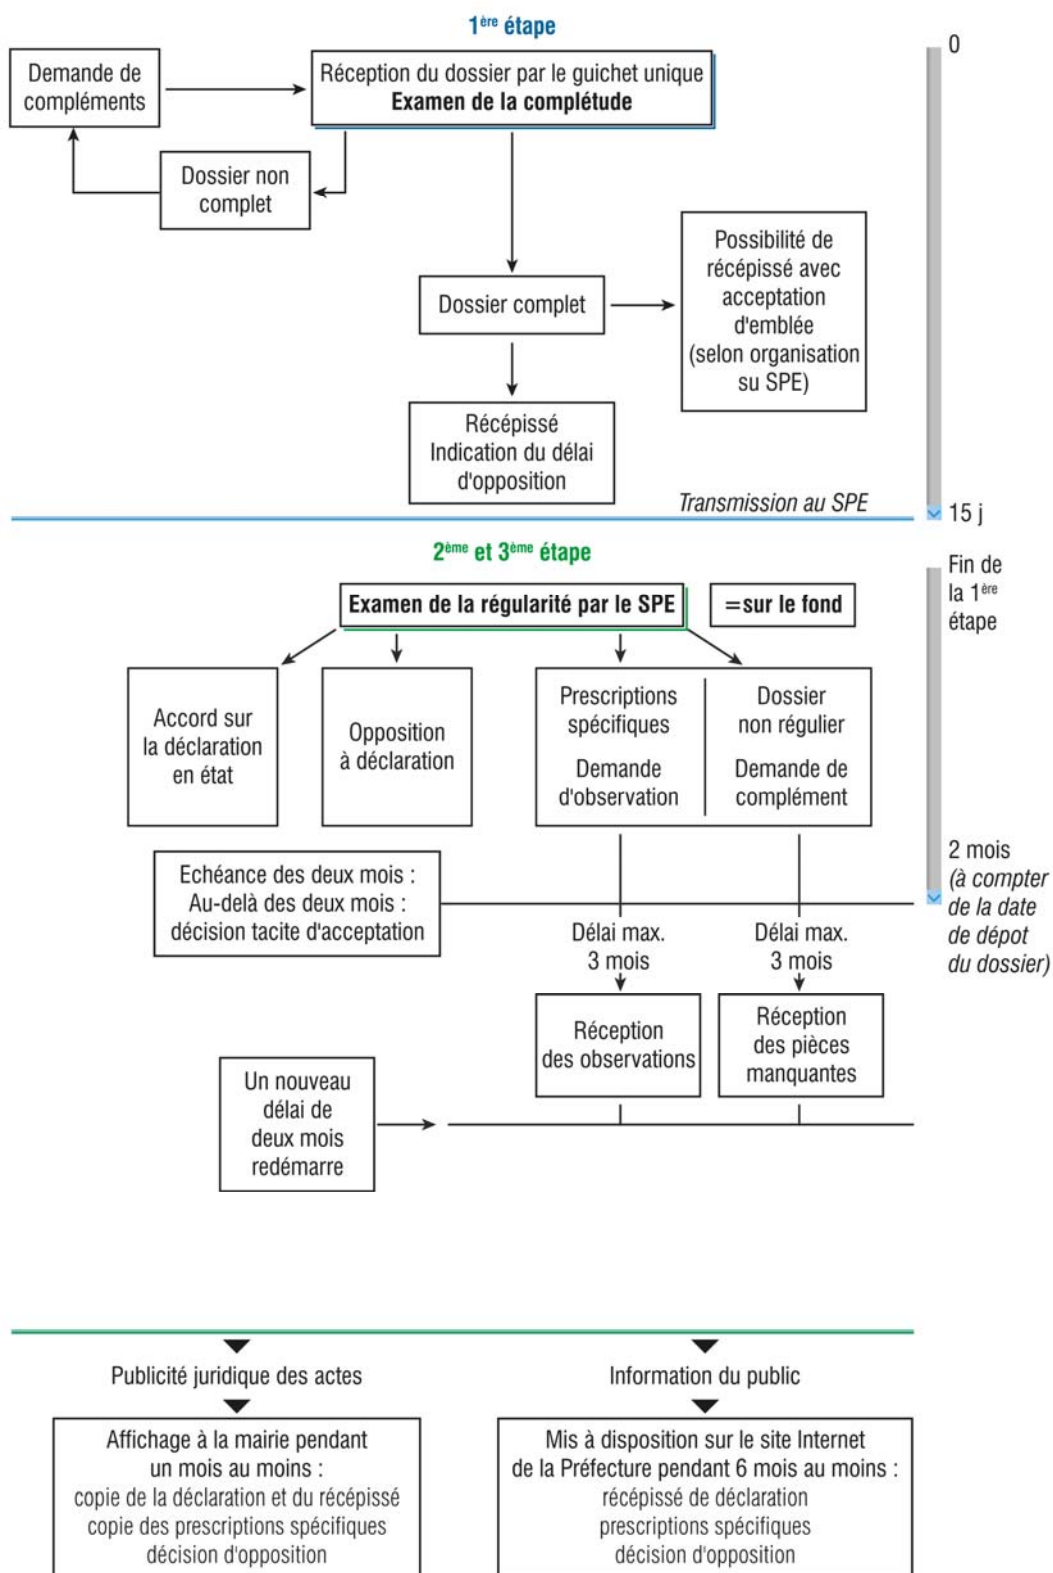 1ère étape
0
Demande de
compléments
Réception du dossier par le guichet unique
Examen de la complétude
Dossier non
complet
Possibilité de
récépissé avec
acceptation
d'emblée
(selon organisation
su SPE)
Dossier complet
Récépissé
Indication du délai
d'opposition
Transmission au SPE
15 j
2ème et 3ème étape
Fin de
la 1ère
étape
Examen de la régularité par le SPE
=sur le fond
Accord sur
la déclaration
en état
Opposition
à déclaration
Prescriptions
spécifiques
Demande
d'observation
Dossier
non régulier
Demande de
complément
Echéance des deux mois :
Au-delà des deux mois :
décision tacite d'acceptation
2 mois
(à compter
de la date
de dépot
du dossier)
Délai max.
3 mois
Délai max.
3 mois
Réception
des observations
Réception
des pièces
manquantes
Un nouveau
délai de
deux mois
redémarre
Publicité juridique des actes
Information du public
Affichage à la mairie pendant
un mois au moins :
copie de la déclaration et du récépissé
copie des prescriptions spécifiques
décision d'opposition
Mis à disposition sur le site Internet
de la Préfecture pendant 6 mois au moins :
récépissé de déclaration
prescriptions spécifiques
décision d'opposition